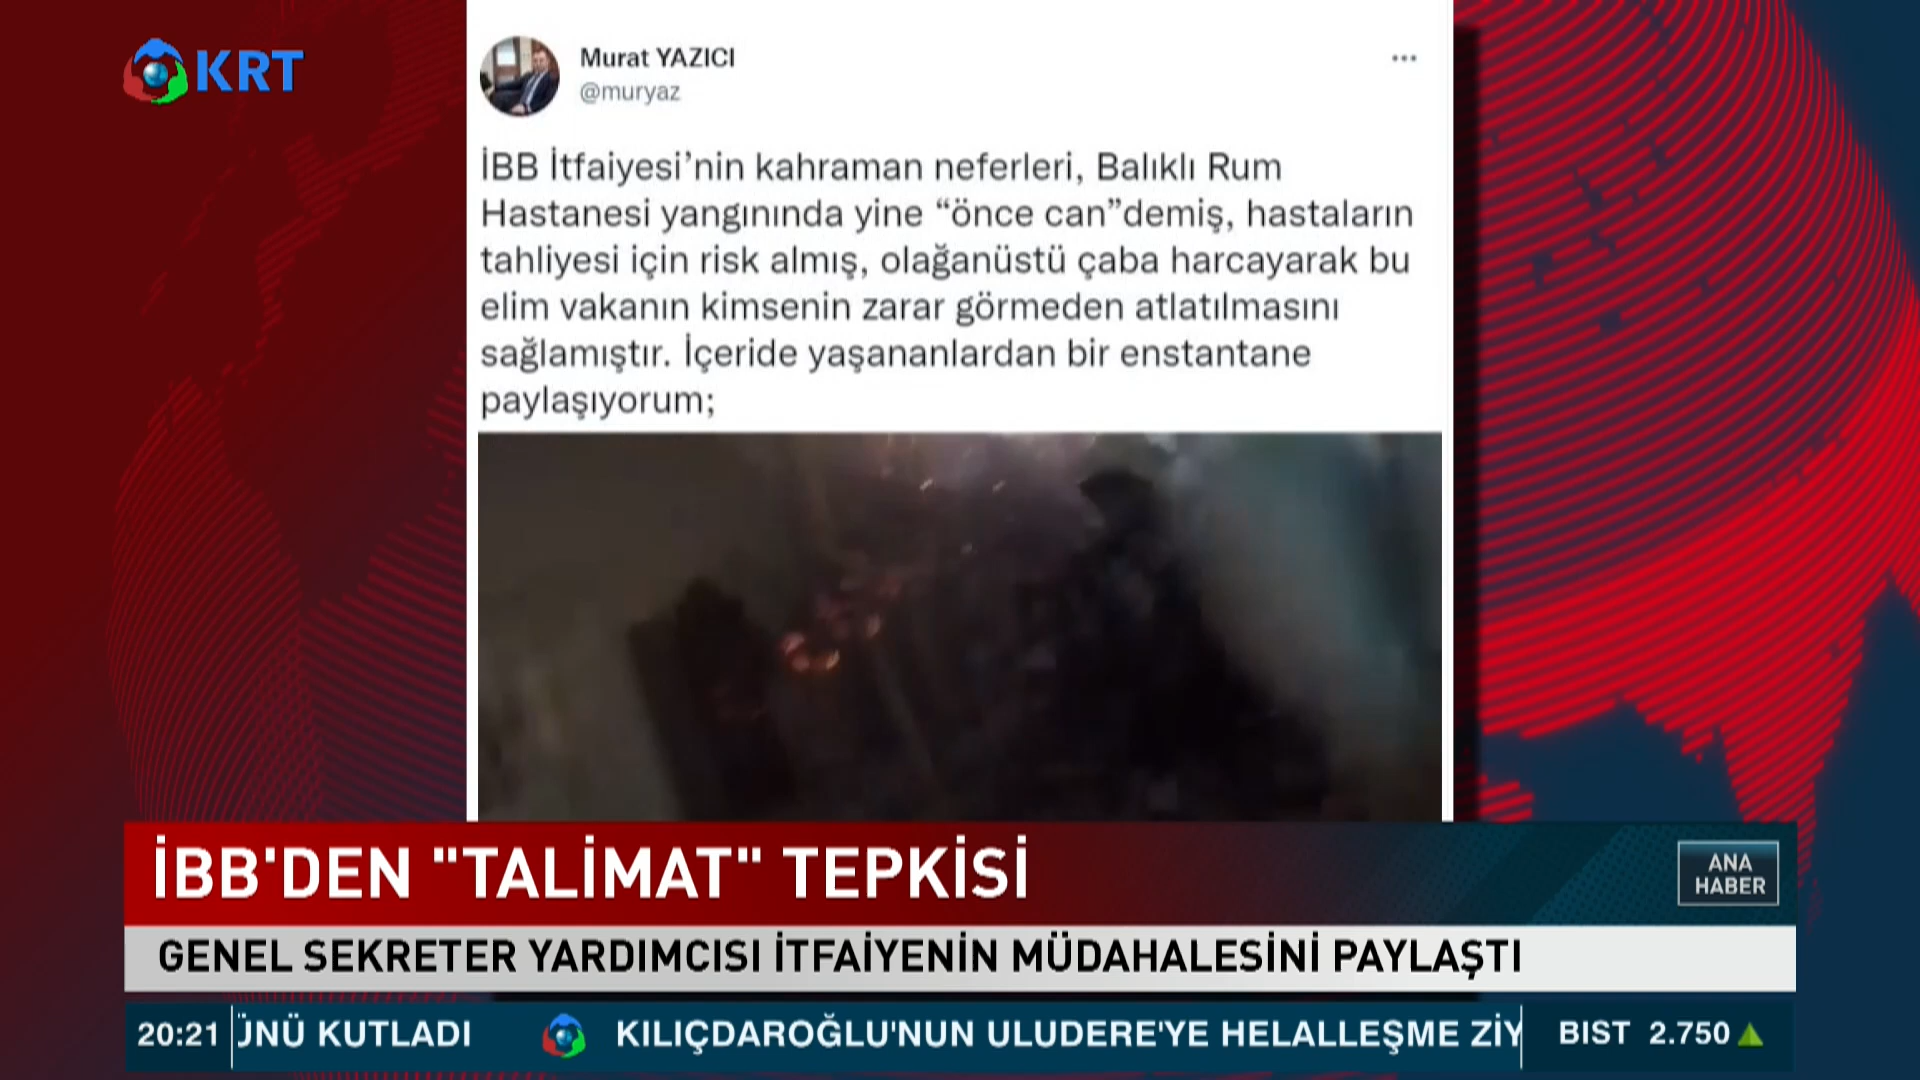 KRT
Murat YAZICI
@muryaz
İBB İtfaiyesi’nin kahraman neferleri, Balıklı Rum
Hastanesi yangınında yine “önce can”demiş, hastaların
tahliyesi için risk almış, olağanüstü çaba harcayarak bu
elim vakanın kimsenin zarar görmeden atlatılmasını
sağlamıştır. İçeride yaşananlardan bir enstantane
paylaşıyorum;
İBB'DEN "TALİMAT" TEPKİSİ
ANA
HABER
GENEL SEKRETER YARDIMCISI İTFAİYENİN MÜDAHALESİNİ PAYLAŞTI
20:21 ÜNÜ KUTLADI KILIÇDAROĞLU'NUN ULUDERE'YE HELALLEŞME ZİY BIST 2.750